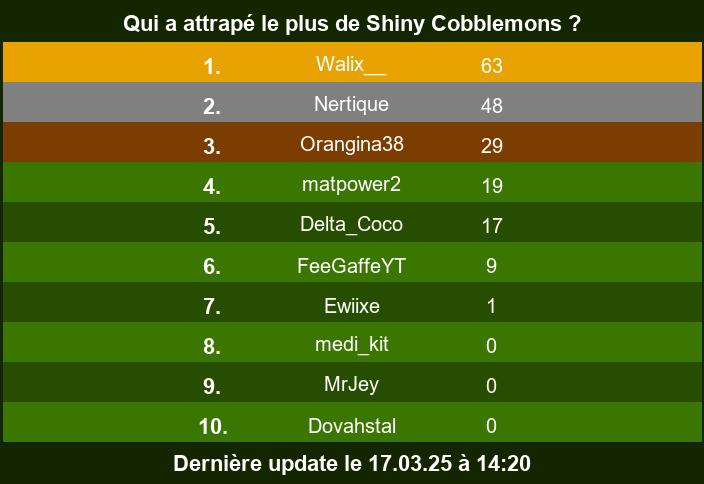 Qui a attrapé le plus de Shiny Cobblemons ?
1. Walix__ 63
2. Nertique 48
3. Orangina38 29
4. matpower2 19
5. Delta_Coco 17
6. FeeGaffeYT 9
7. Ewiixe 1
8. medi_kit 0
9. MrJey 0
10. Dovahstal 0
Dernière update le 17.03.25 à 14:20